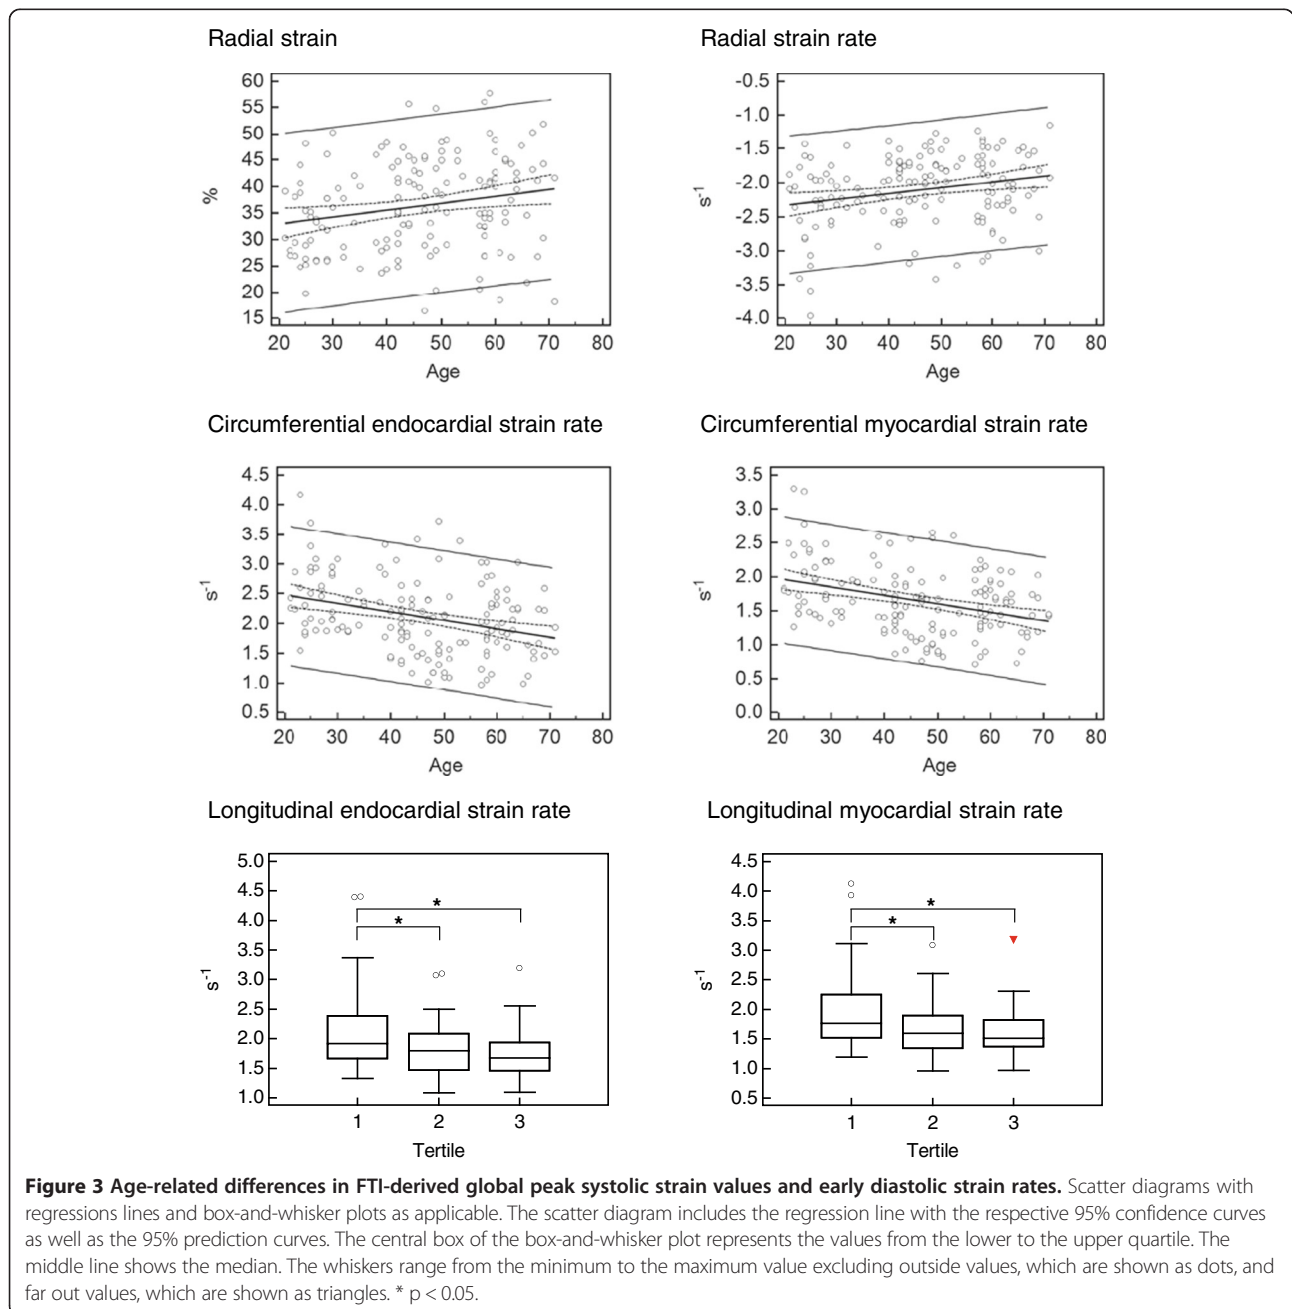 Radial strain
60
55
50
45
40
35
30
25
20
15
%
20 30 40 50 60 70 80
Age
Radial strain rate
-0.5
-1.0
-1.5
-2.0
-2.5
-3.0
-3.5
-4.0
s-1
20 30 40 50 60 70 80
Age
Circumferential endocardial strain rate
4.5
4.0
3.5
3.0
2.5
2.0
1.5
1.0
0.5
s-1
20 30 40 50 60 70 80
Age
Circumferential myocardial strain rate
3.5
3.0
2.5
2.0
1.5
1.0
0.5
0.0
s-1
20 30 40 50 60 70 80
Age
Longitudinal endocardial strain rate
5.0
4.5
4.0
3.5
3.0
2.5
2.0
1.5
1.0
s-1
*
*
1 2 3
Tertile
Longitudinal myocardial strain rate
4.5
4.0
3.5
3.0
2.5
2.0
1.5
1.0
0.5
s-1
*
*
1 2 3
Tertile
Figure 3 Age-related differences in FTI-derived global peak systolic strain values and early diastolic strain rates. Scatter diagrams with
regressions lines and box-and-whisker plots as applicable. The scatter diagram includes the regression line with the respective 95% confidence curves
as well as the 95% prediction curves. The central box of the box-and-whisker plot represents the values from the lower to the upper quartile. The
middle line shows the median. The whiskers range from the minimum to the maximum value excluding outside values, which are shown as dots, and
far out values, which are shown as triangles. * p < 0.05.